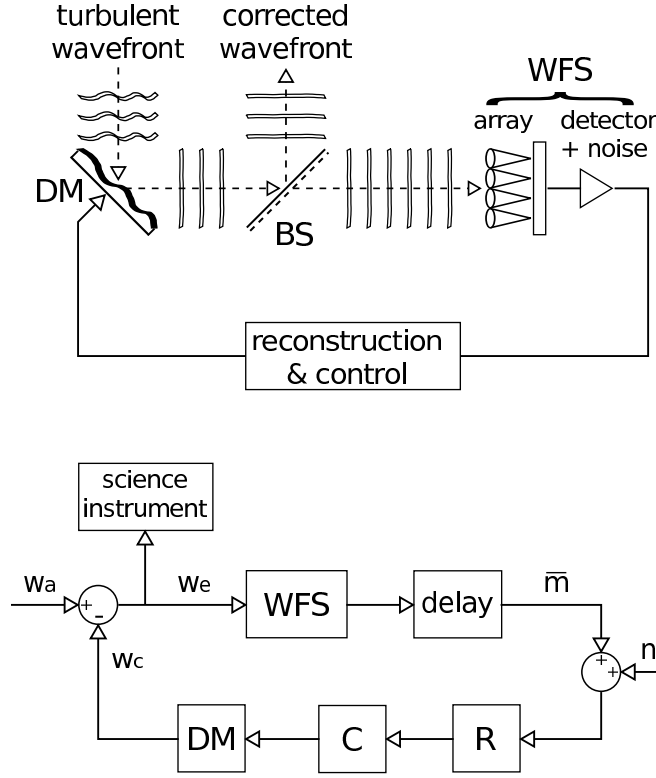 turbulent
wavefront
corrected
wavefront
WFS
array
detector
+ noise
DM
BS
reconstruction
& control
science
instrument
wa
+
-
we
WFS
delay
m̅
wc
+
+
n
DM
C
R